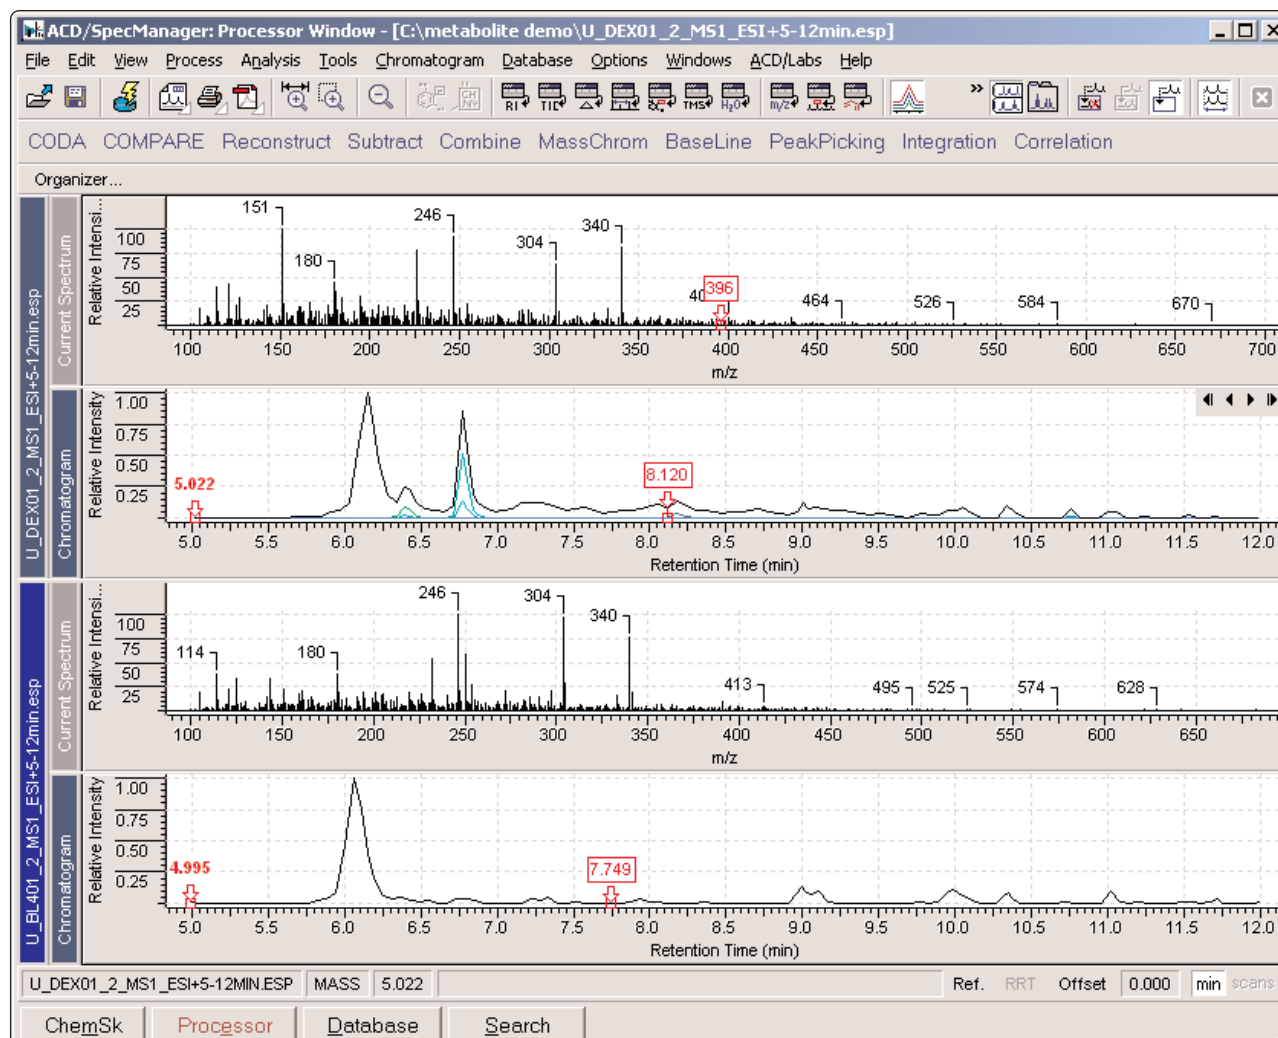 ACD/SpecManager: Processor Window - [C:\metabolite demo\U_DEX01_2_MS1_ESI+5-12min.esp]
File Edit View Process Analysis Tools Chromatogram Database Options Windows ACD/Labs Help
RI TIC TMS H₂O m/z »
CODA COMPARE Reconstruct Subtract Combine MassChrom BaseLine PeakPicking Integration Correlation
Organizer...
U_DEX01_2_MS1_ESI+5-12min.esp
Current Spectrum
Relative Intensi...
100
75
50
25
151 180 246 304 340 396 464 526 584 670
100 150 200 250 300 350 400 450 500 550 600 650 700
m/z
Chromatogram
Relative Intensity
1.00
0.75
0.50
0.25
5.022 8.120
5.0 5.5 6.0 6.5 7.0 7.5 8.0 8.5 9.0 9.5 10.0 10.5 11.0 11.5 12.0
Retention Time (min)
U_BL401_2_MS1_ESI+5-12min.esp
Current Spectrum
Relative Intensi...
100
75
50
25
114 180 246 304 340 413 495 525 574 628
100 150 200 250 300 350 400 450 500 550 600 650
m/z
Chromatogram
Relative Intensity
1.00
0.75
0.50
0.25
4.995 7.749
5.0 5.5 6.0 6.5 7.0 7.5 8.0 8.5 9.0 9.5 10.0 10.5 11.0 11.5 12.0
Retention Time (min)
U_DEX01_2_MS1_ESI+5-12MIN.ESP MASS 5.022 Ref. RRT Offset 0.000 min scans
ChemSk Processor Database Search